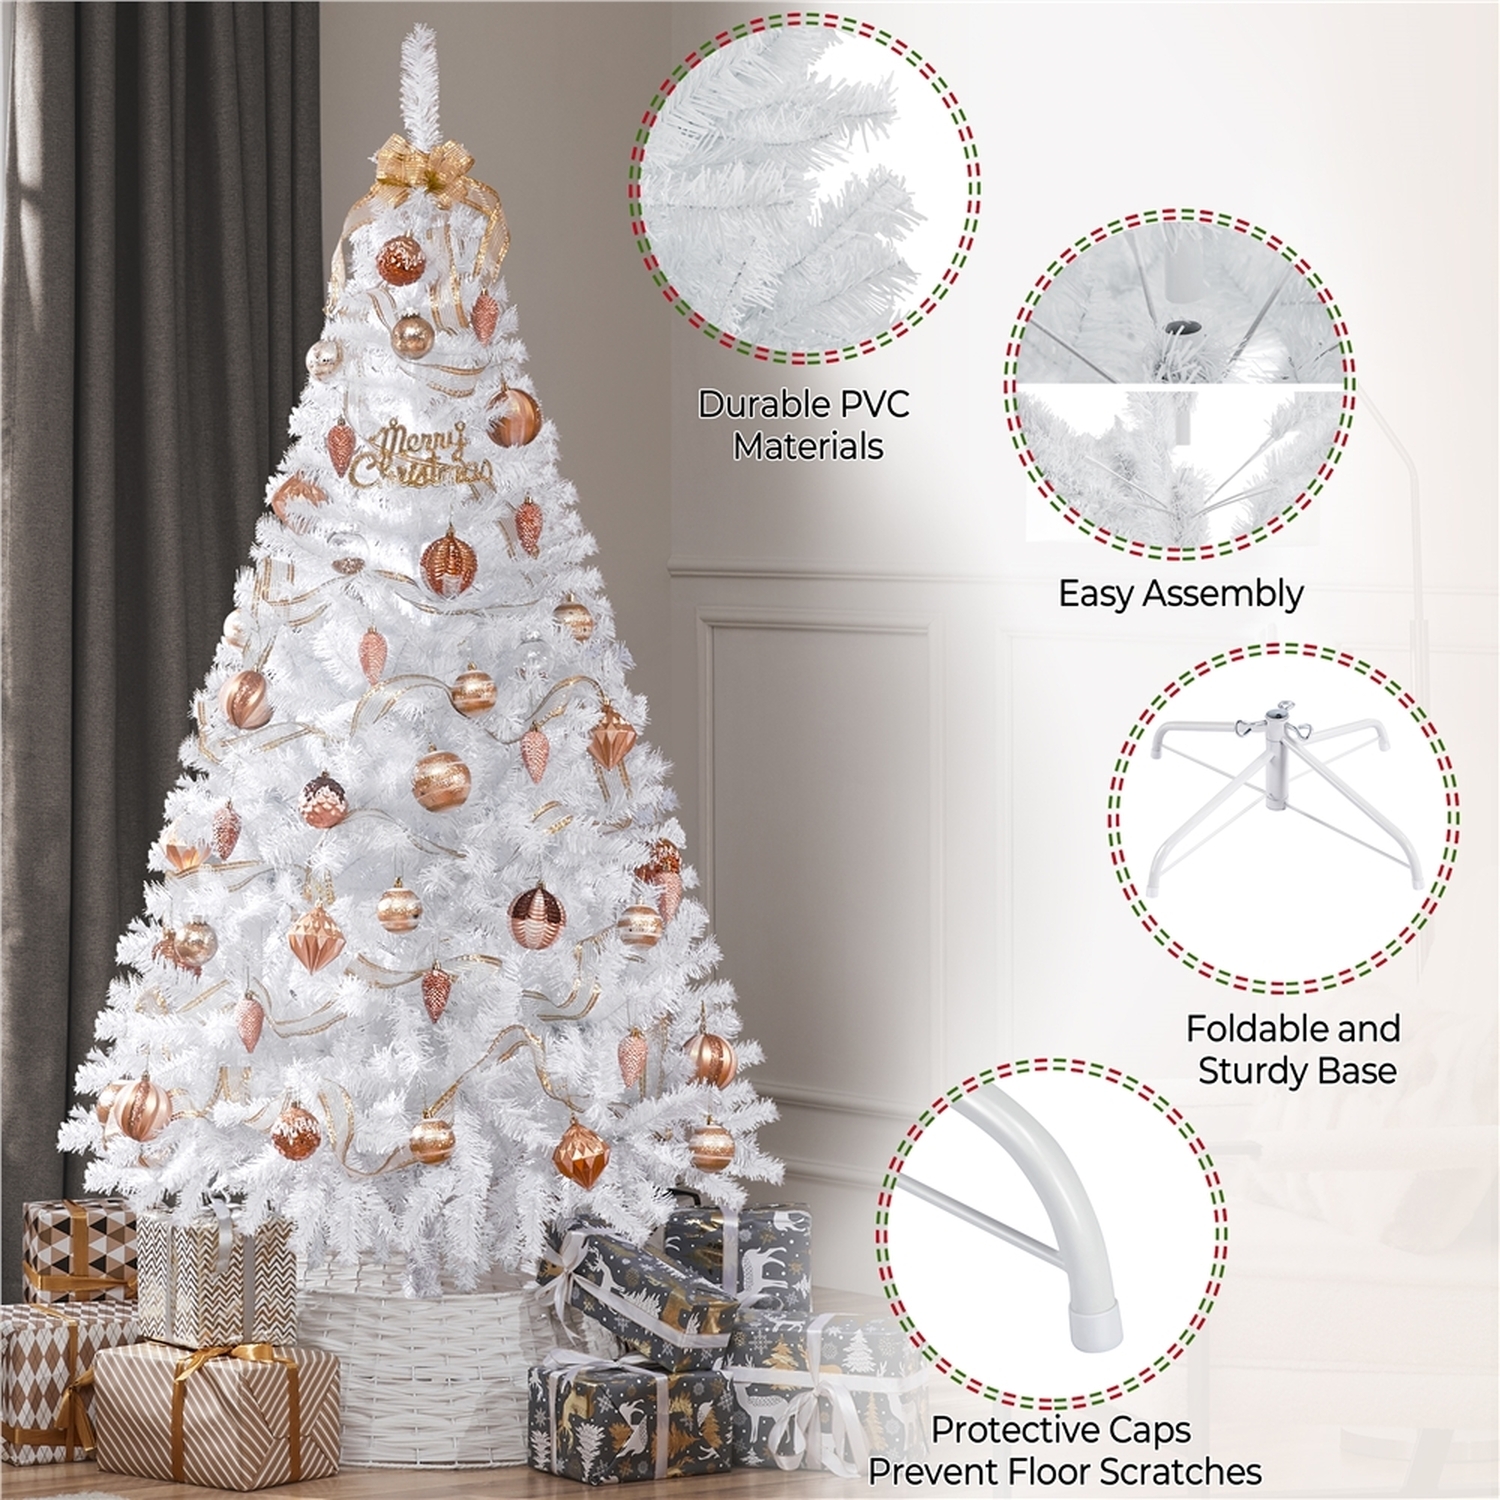 Merry
Christmas
Durable PVC
Materials
Easy Assembly
Foldable and
Sturdy Base
Protective Caps
Prevent Floor Scratches